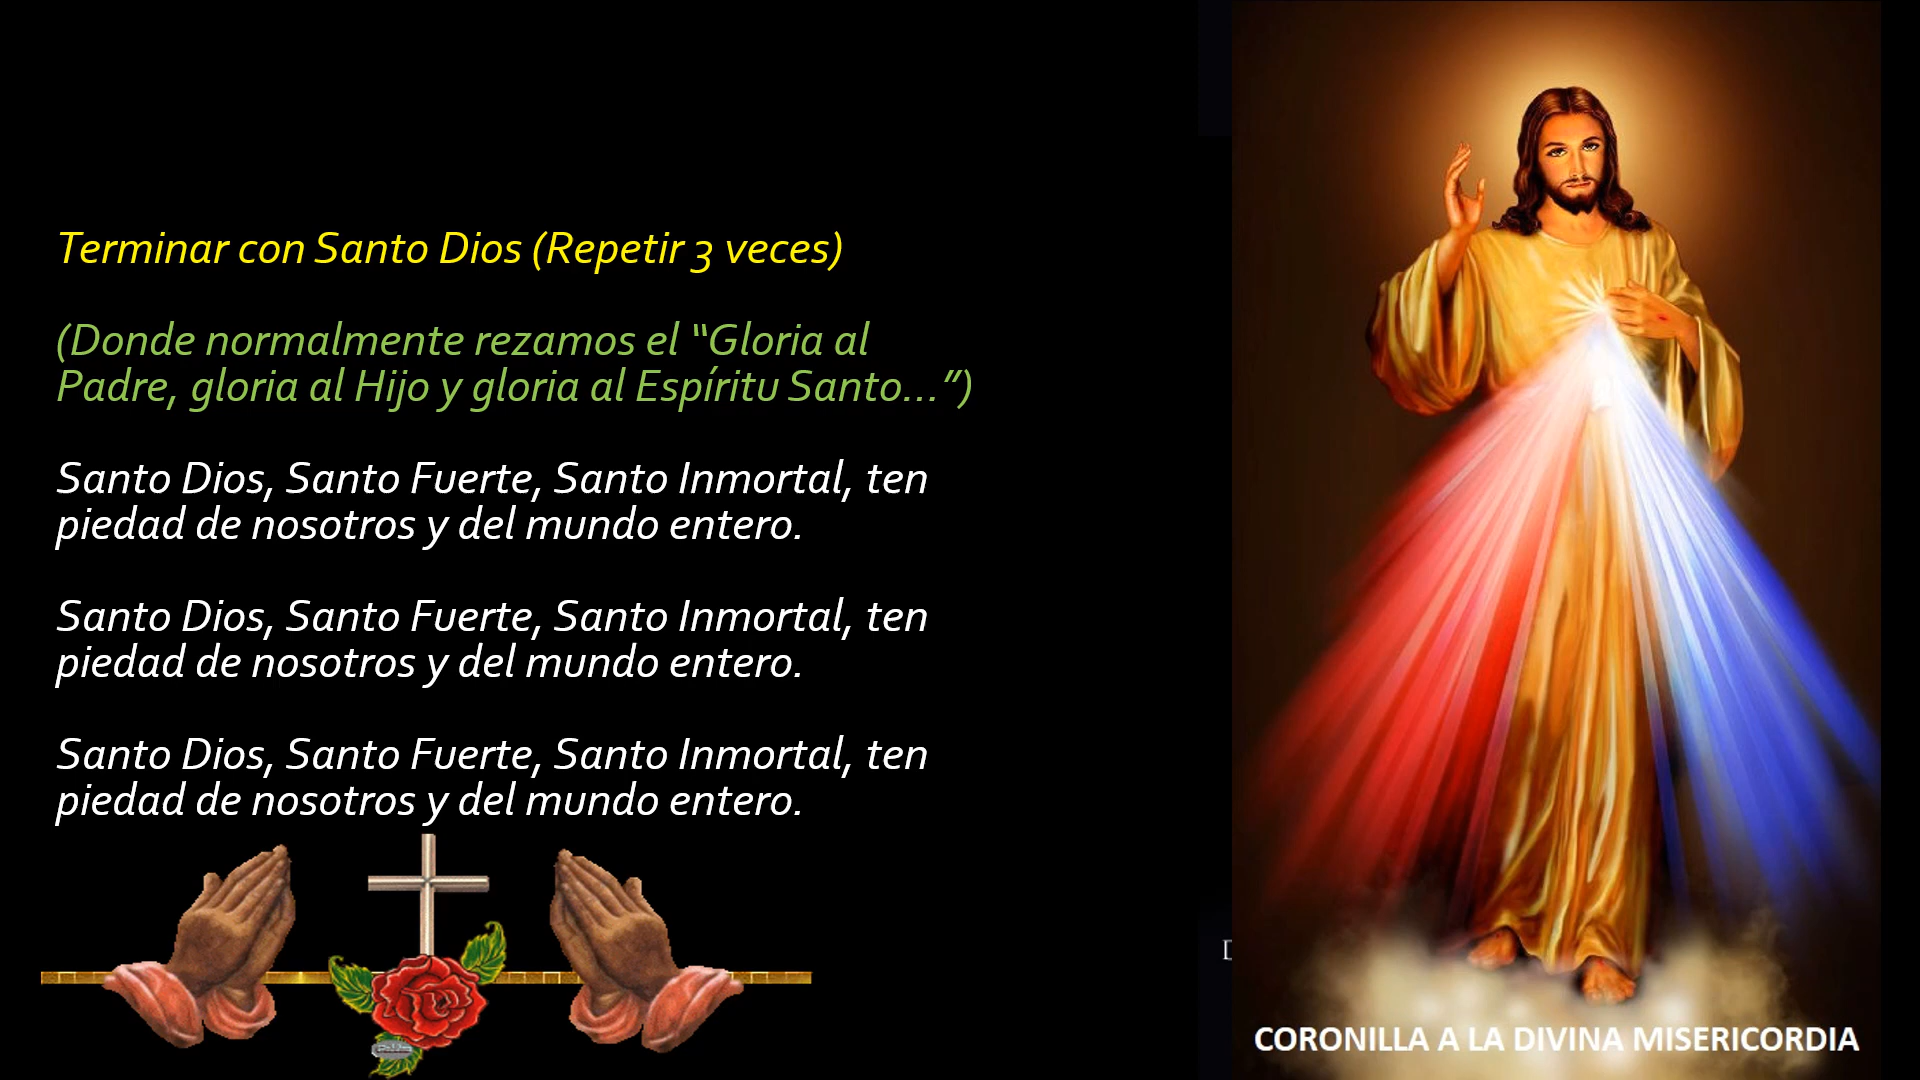 Terminar con Santo Dios (Repetir 3 veces)
(Donde normalmente rezamos el “Gloria al
Padre, gloria al Hijo y gloria al Espíritu Santo…”)
Santo Dios, Santo Fuerte, Santo Inmortal, ten
piedad de nosotros y del mundo entero.
Santo Dios, Santo Fuerte, Santo Inmortal, ten
piedad de nosotros y del mundo entero.
Santo Dios, Santo Fuerte, Santo Inmortal, ten
piedad de nosotros y del mundo entero.
CORONILLA A LA DIVINA MISERICORDIA